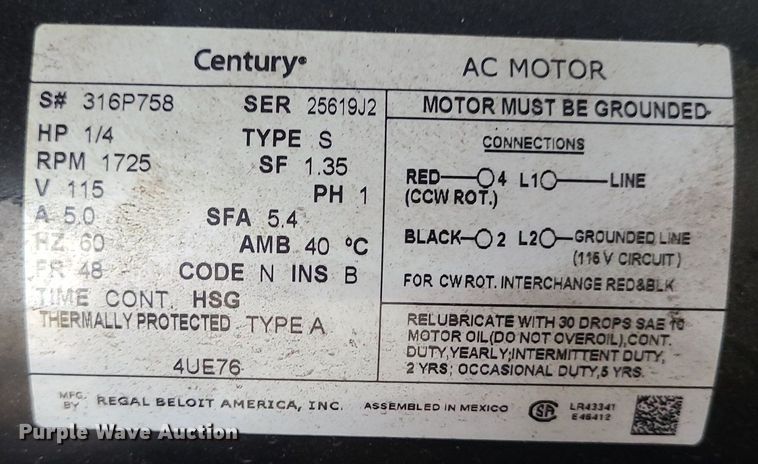 Century®
AC MOTOR
S# 316P758 SER 25619J2
HP 1/4 TYPE S
RPM 1725 SF 1.35
V 115 PH 1
A 5.0 SFA 5.4
HZ 60 AMB 40 °C
FR 48 CODE N INS B
TIME CONT. HSG
THERMALLY PROTECTED TYPE A
4UE76
MOTOR MUST BE GROUNDED
CONNECTIONS
RED 4 L1 LINE
(CCW ROT.)
BLACK 2 L2 GROUNDED LINE
(115 V CIRCUIT)
FOR CW ROT. INTERCHANGE RED&BLK
RELUBRICATE WITH 30 DROPS SAE 10
MOTOR OIL(DO NOT OVEROIL),CONT.
DUTY,YEARLY;INTERMITTENT DUTY,
2 YRS; OCCASIONAL DUTY,5 YRS.
MFG. BY REGAL BELOIT AMERICA, INC. ASSEMBLED IN MEXICO
LR43341
E46412
Purple Wave Auction